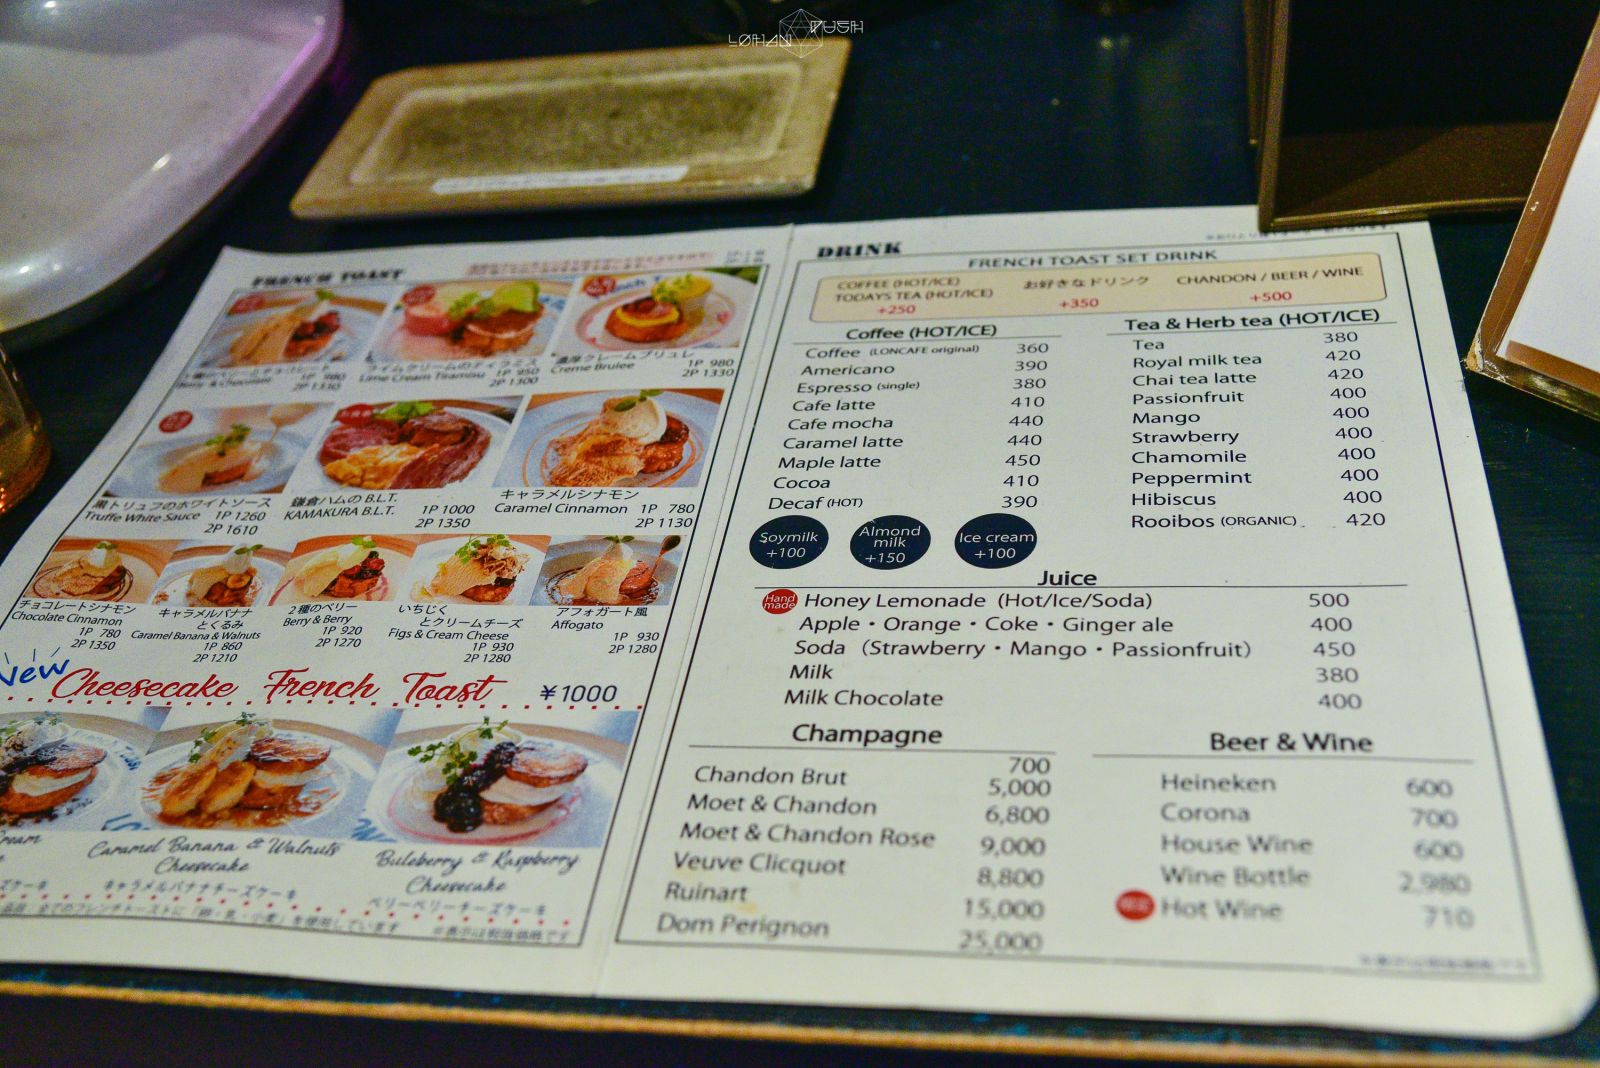 LOHAN PUSH
FRENCH TOAST
Berry & Chocolate
1P 980
2P 1310
ライムクリームのティラミス
Lime Cream Tiramisu 1P 950
2P 1300
濃厚クレームブリュレ
Creme Brulee
1P 980
2P 1330
黒トリュフのホワイトソース
Truffe White Sauce 1P 1260
2P 1610
鎌倉ハムの B.L.T.
KAMAKURA B.L.T.
1P 1000
2P 1350
キャラメルシナモン
Caramel Cinnamon 1P 780
2P 1130
チョコレートシナモン
Chocolate Cinnamon
1P 780
2P 1350
キャラメルバナナ
とくるみ
Caramel Banana & Walnuts
1P 860
2P 1210
2種のベリー
Berry & Berry
1P 920
2P 1270
いちじく
とクリームチーズ
Figs & Cream Cheese
1P 930
2P 1280
アフォガート風
Affogato
1P 930
2P 1280
New
Cheesecake French Toast ¥1000
Caramel Banana & Walnuts
Cheesecake
キャラメルバナナチーズケーキ
Buleberry & Raspberry
Cheesecake
ベリーベリーチーズケーキ
DRINK
FRENCH TOAST SET DRINK
COFFEE (HOT/ICE)
TODAYS TEA (HOT/ICE)
+250
お好きなドリンク
+350
CHANDON / BEER / WINE
+500
Coffee (HOT/ICE)
Coffee (LONCAFE original) 360
Americano 390
Espresso (single) 380
Cafe latte 410
Cafe mocha 440
Caramel latte 440
Maple latte 450
Cocoa 410
Decaf (HOT) 390
Soymilk
+100
Almond
milk
+150
Ice cream
+100
Tea & Herb tea (HOT/ICE)
Tea 380
Royal milk tea 420
Chai tea latte 420
Passionfruit 400
Mango 400
Strawberry 400
Chamomile 400
Peppermint 400
Hibiscus 400
Rooibos (ORGANIC) 420
Juice
Hand made Honey Lemonade (Hot/Ice/Soda) 500
Apple・Orange・Coke・Ginger ale 400
Soda (Strawberry・Mango・Passionfruit) 450
Milk 380
Milk Chocolate 400
Champagne
700
Chandon Brut 5,000
Moet & Chandon 6,800
Moet & Chandon Rose 9,000
Veuve Clicquot 8,800
Ruinart 15,000
Dom Perignon 25,000
Beer & Wine
Heineken 600
Corona 700
House Wine 600
Wine Bottle 2,980
Hot Wine 710